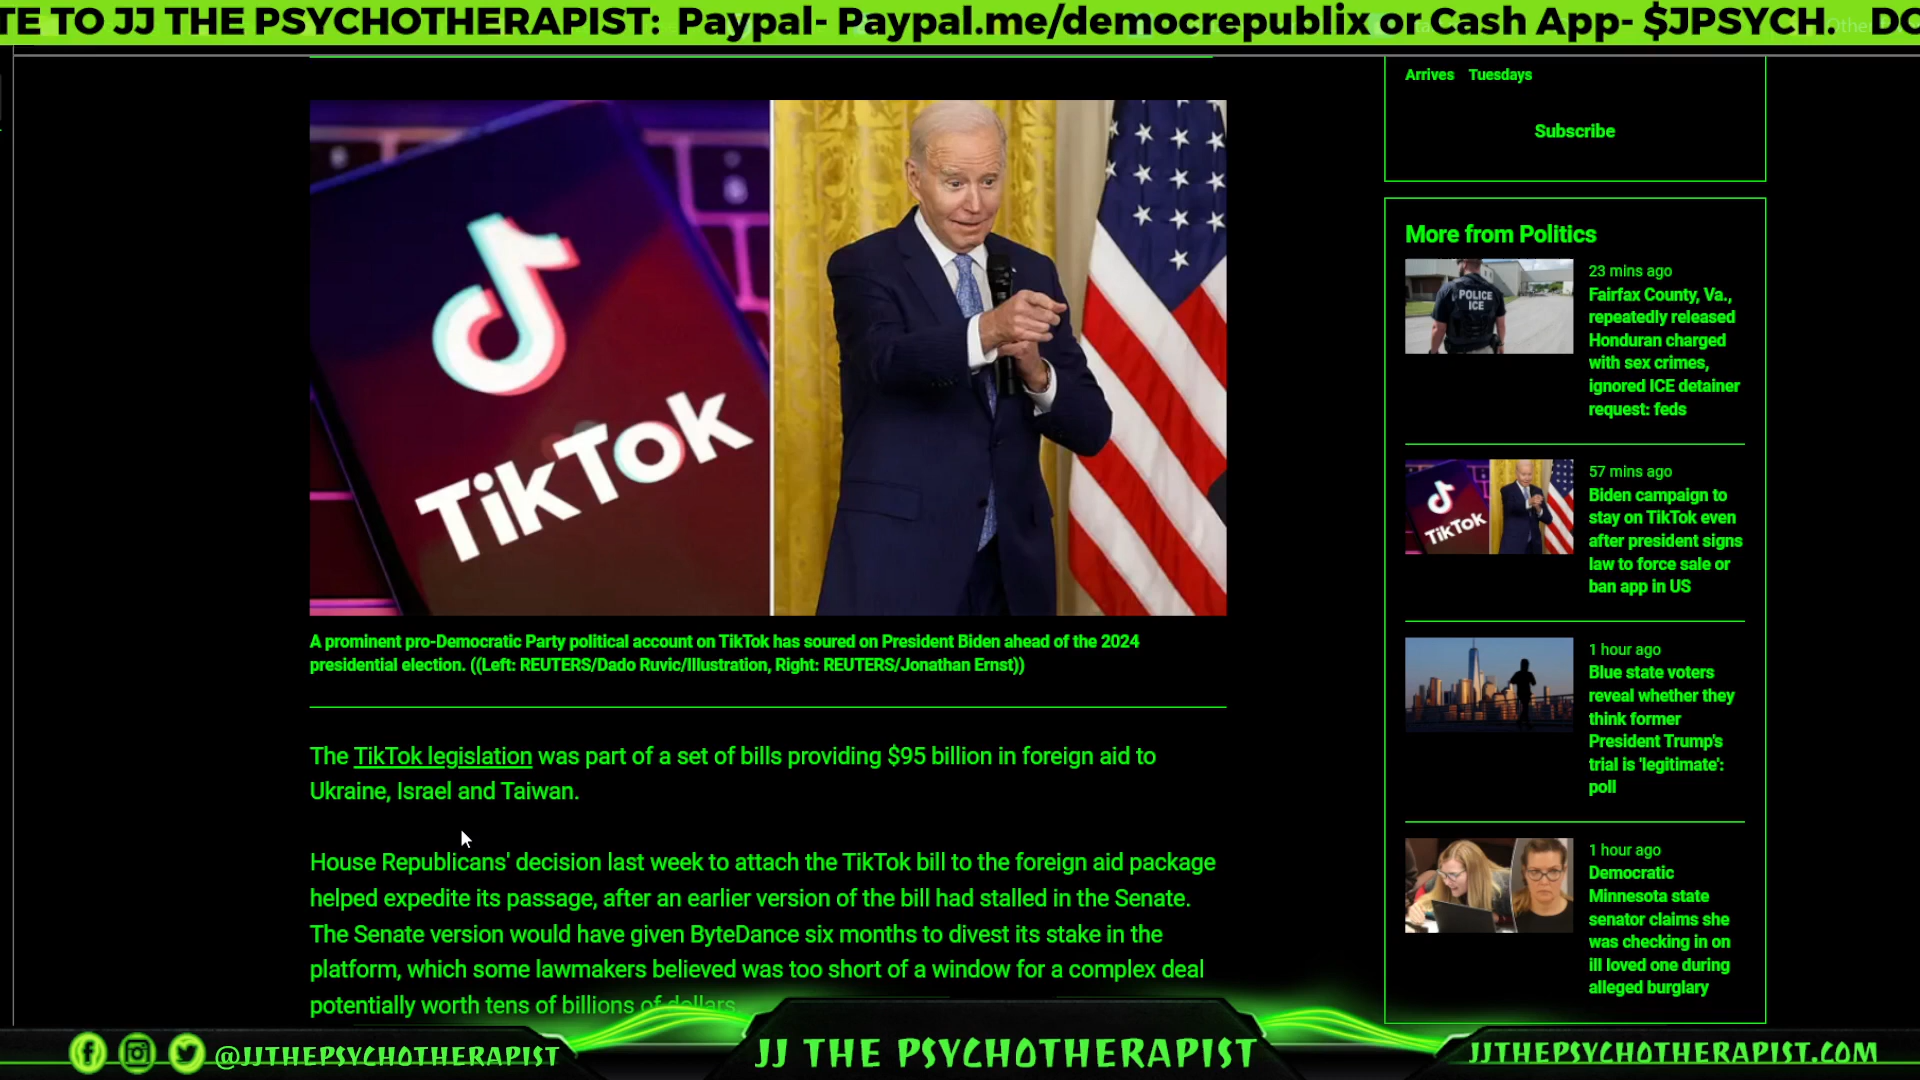 TE TO JJ THE PSYCHOTHERAPIST: Paypal- Paypal.me/democrepublix or Cash App- $JPSYCH. DO
Arrives Tuesdays
Subscribe
TikTok
A prominent pro-Democratic Party political account on TikTok has soured on President Biden ahead of the 2024
presidential election. ((Left: REUTERS/Dado Ruvic/Illustration, Right: REUTERS/Jonathan Ernst))
The TikTok legislation was part of a set of bills providing $95 billion in foreign aid to
Ukraine, Israel and Taiwan.
House Republicans' decision last week to attach the TikTok bill to the foreign aid package
helped expedite its passage, after an earlier version of the bill had stalled in the Senate.
The Senate version would have given ByteDance six months to divest its stake in the
platform, which some lawmakers believed was too short of a window for a complex deal
potentially worth tens of billions of dollars.
More from Politics
POLICE
ICE
23 mins ago
Fairfax County, Va.,
repeatedly released
Honduran charged
with sex crimes,
ignored ICE detainer
request: feds
TikTok
57 mins ago
Biden campaign to
stay on TikTok even
after president signs
law to force sale or
ban app in US
1 hour ago
Blue state voters
reveal whether they
think former
President Trump's
trial is 'legitimate':
poll
1 hour ago
Democratic
Minnesota state
senator claims she
was checking in on
ill loved one during
alleged burglary
@JJTHEPSYCHOTHERAPIST
JJ THE PSYCHOTHERAPIST
JJTHEPSYCHOTHERAPIST.COM